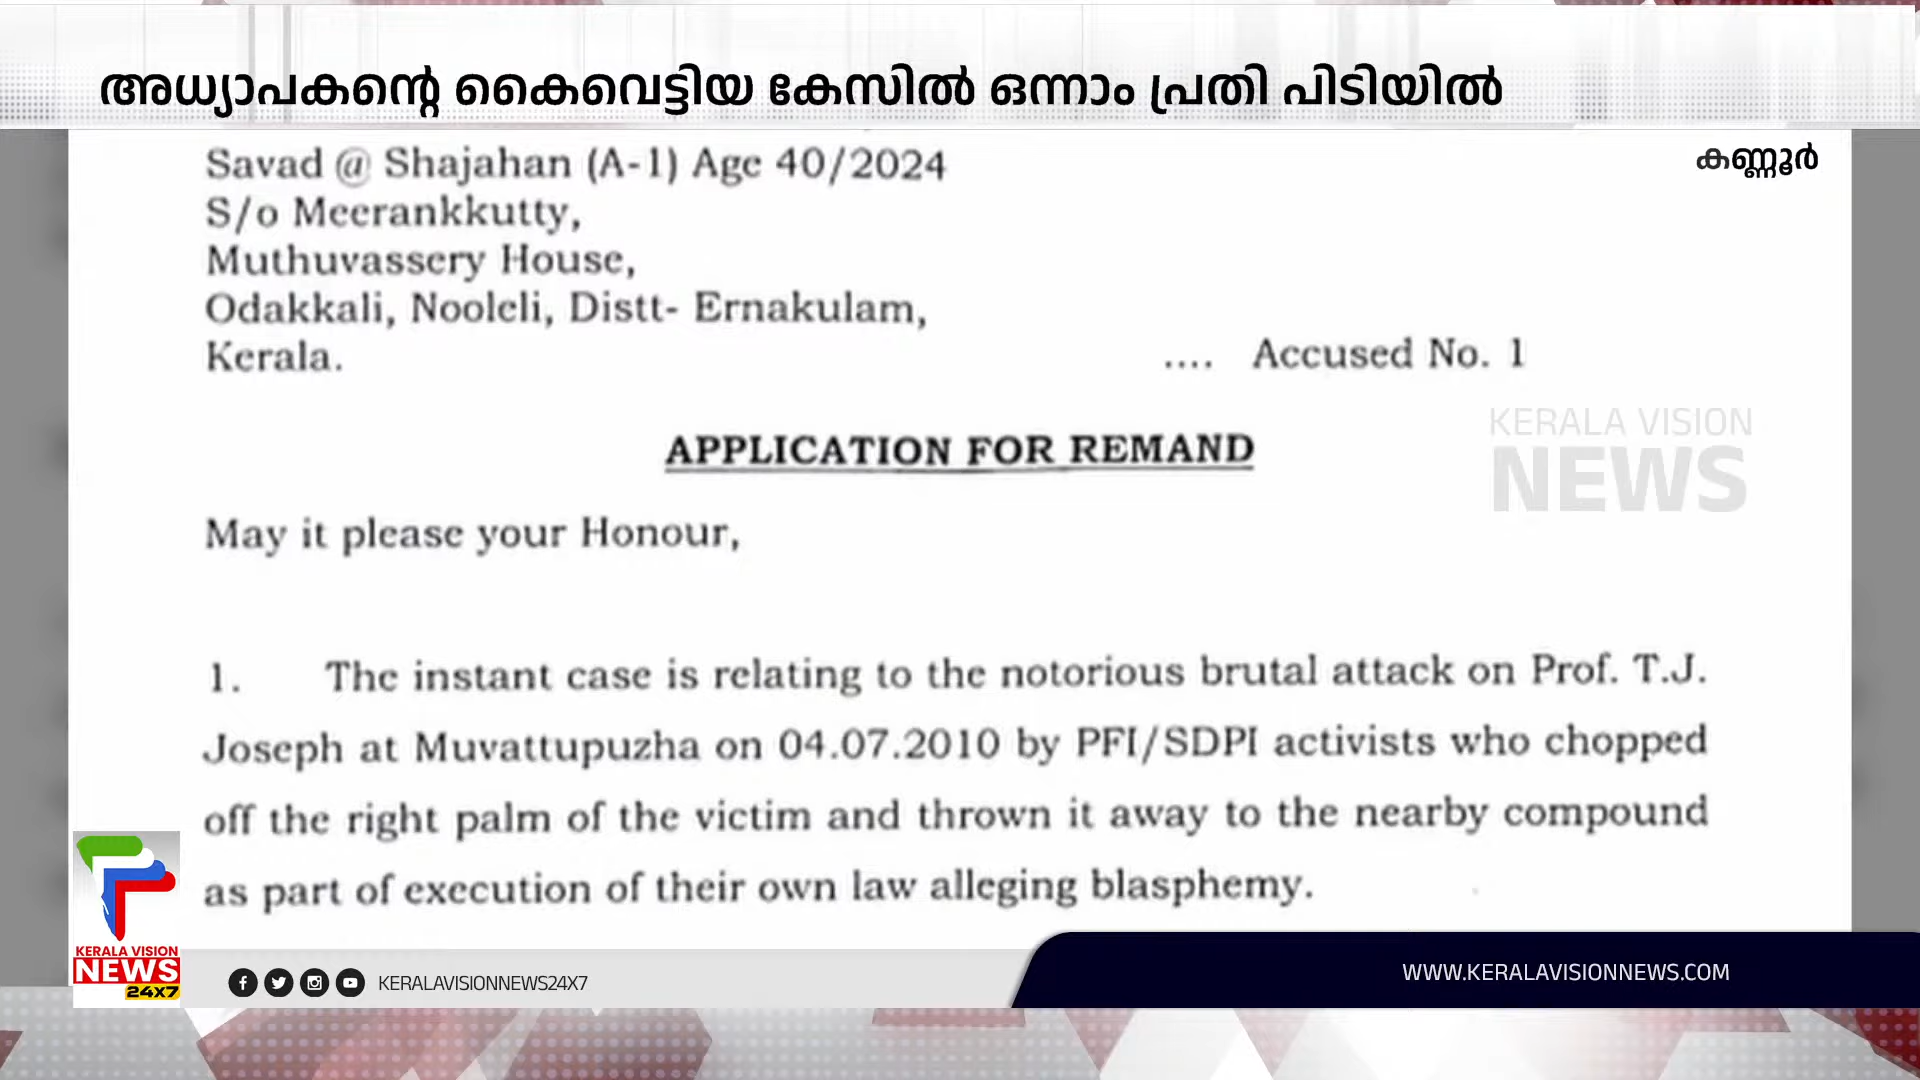 അധ്യാപകന്റെ കൈവെട്ടിയ കേസിൽ ഒന്നാം പ്രതി പിടിയിൽ
കണ്ണൂർ
Savad @ Shajahan (A-1) Age 40/2024
S/o Meerankkutty,
Muthuvassery House,
Odakkali, Nooleli, Distt- Ernakulam,
Kerala. .... Accused No. 1
KERALA VISION
NEWS
APPLICATION FOR REMAND
May it please your Honour,
1. The instant case is relating to the notorious brutal attack on Prof. T.J.
Joseph at Muvattupuzha on 04.07.2010 by PFI/SDPI activists who chopped
off the right palm of the victim and thrown it away to the nearby compound
as part of execution of their own law alleging blasphemy.
KERALA VISION
NEWS
24x7
KERALAVISIONNEWS24X7
WWW.KERALAVISIONNEWS.COM